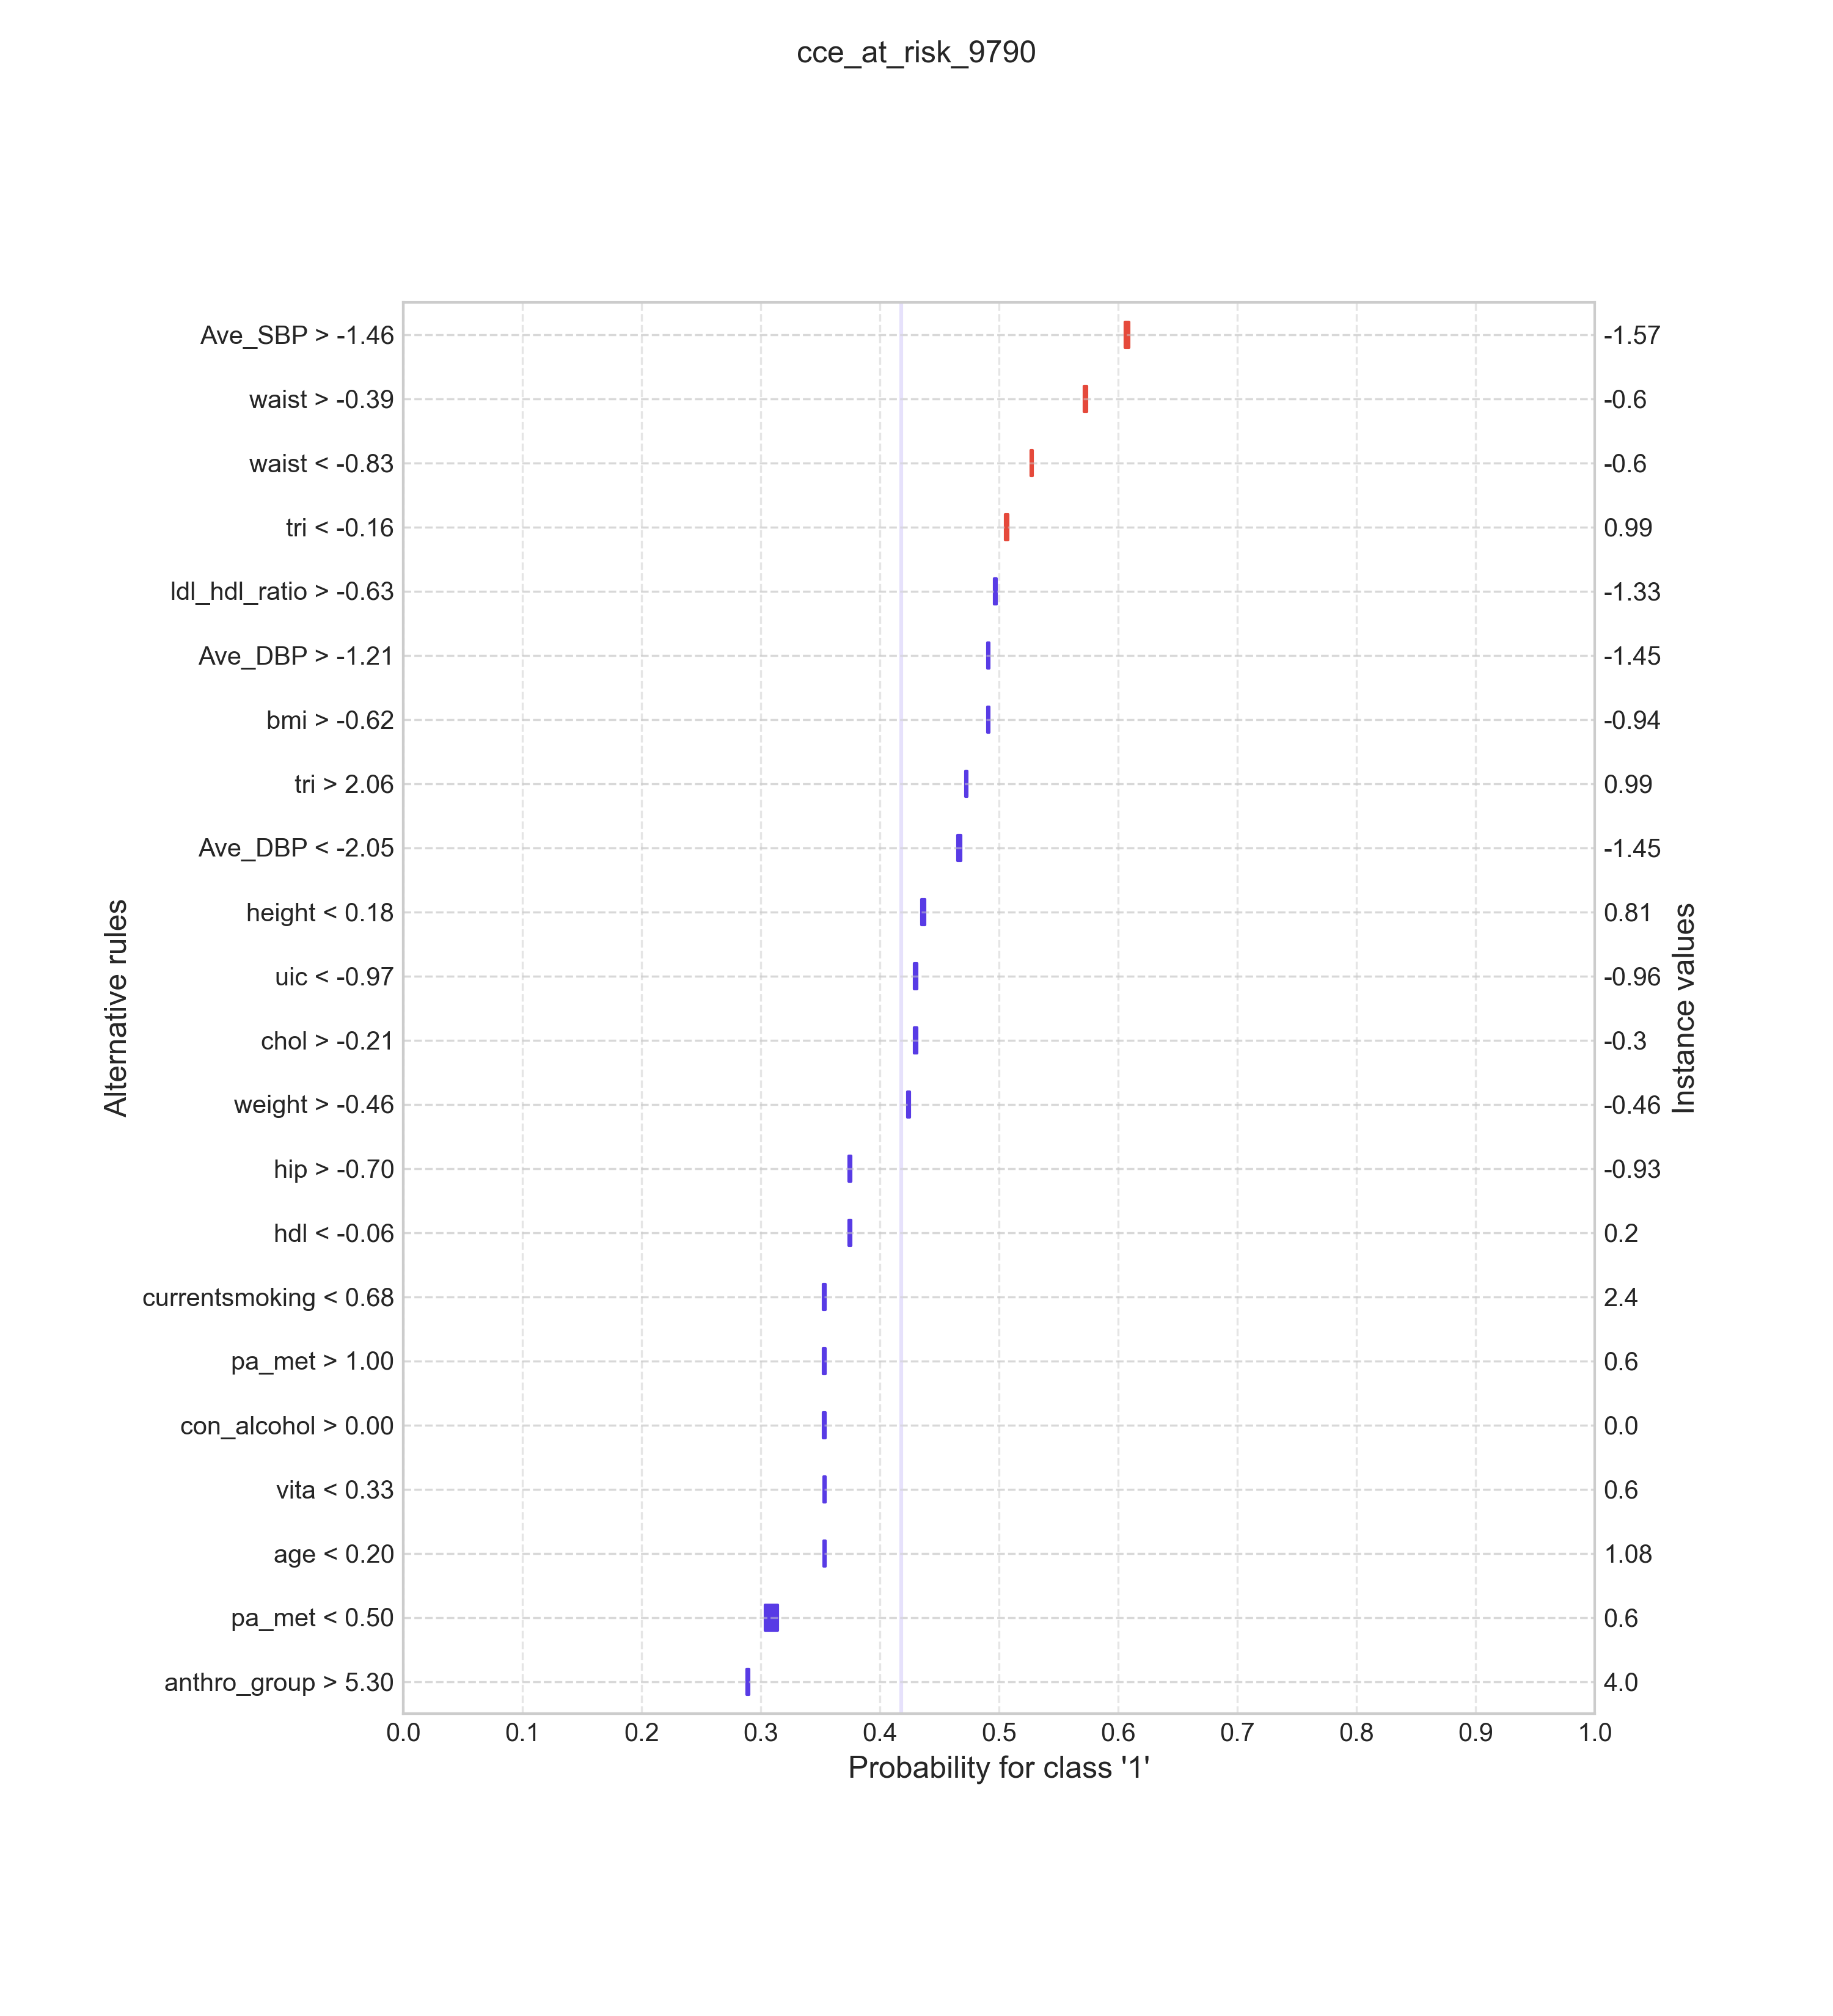 cce_at_risk_9790
Ave_SBP > -1.46 -1.57
waist > -0.39 -0.6
waist < -0.83 -0.6
tri < -0.16 0.99
ldl_hdl_ratio > -0.63 -1.33
Ave_DBP > -1.21 -1.45
bmi > -0.62 -0.94
tri > 2.06 0.99
Ave_DBP < -2.05 -1.45
height < 0.18 0.81
uic < -0.97 -0.96
chol > -0.21 -0.3
weight > -0.46 -0.46
hip > -0.70 -0.93
hdl < -0.06 0.2
currentsmoking < 0.68 2.4
pa_met > 1.00 0.6
con_alcohol > 0.00 0.0
vita < 0.33 0.6
age < 0.20 1.08
pa_met < 0.50 0.6
anthro_group > 5.30 4.0
Alternative rules
Instance values
0.0 0.1 0.2 0.3 0.4 0.5 0.6 0.7 0.8 0.9 1.0
Probability for class '1'